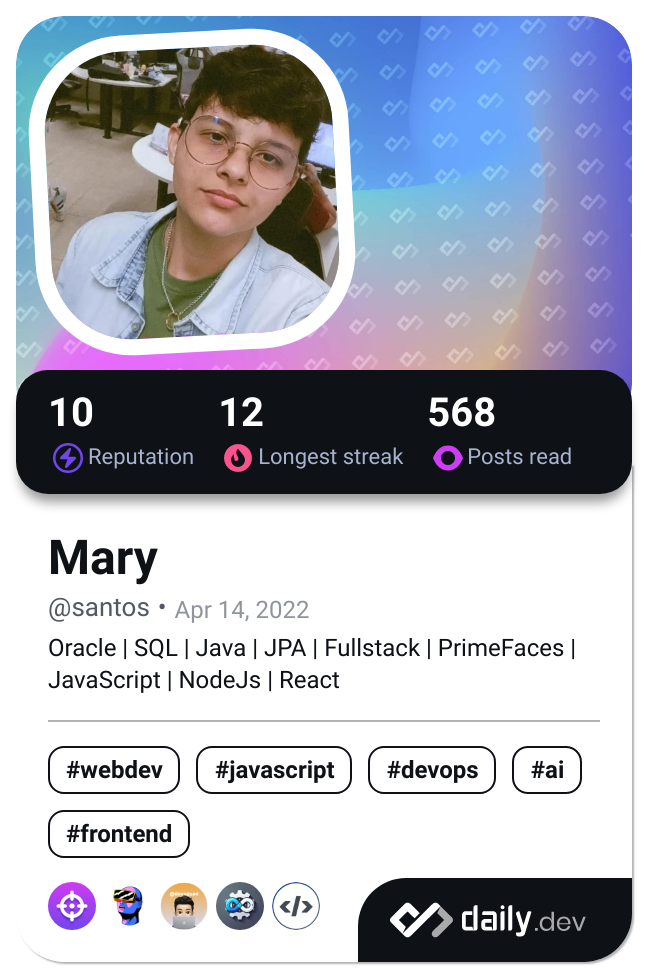 10 12 568
Reputation Longest streak Posts read
Mary
@santos • Apr 14, 2022
Oracle | SQL | Java | JPA | Fullstack | PrimeFaces |
JavaScript | NodeJs | React
#webdev #javascript #devops #ai
#frontend
</> daily.dev